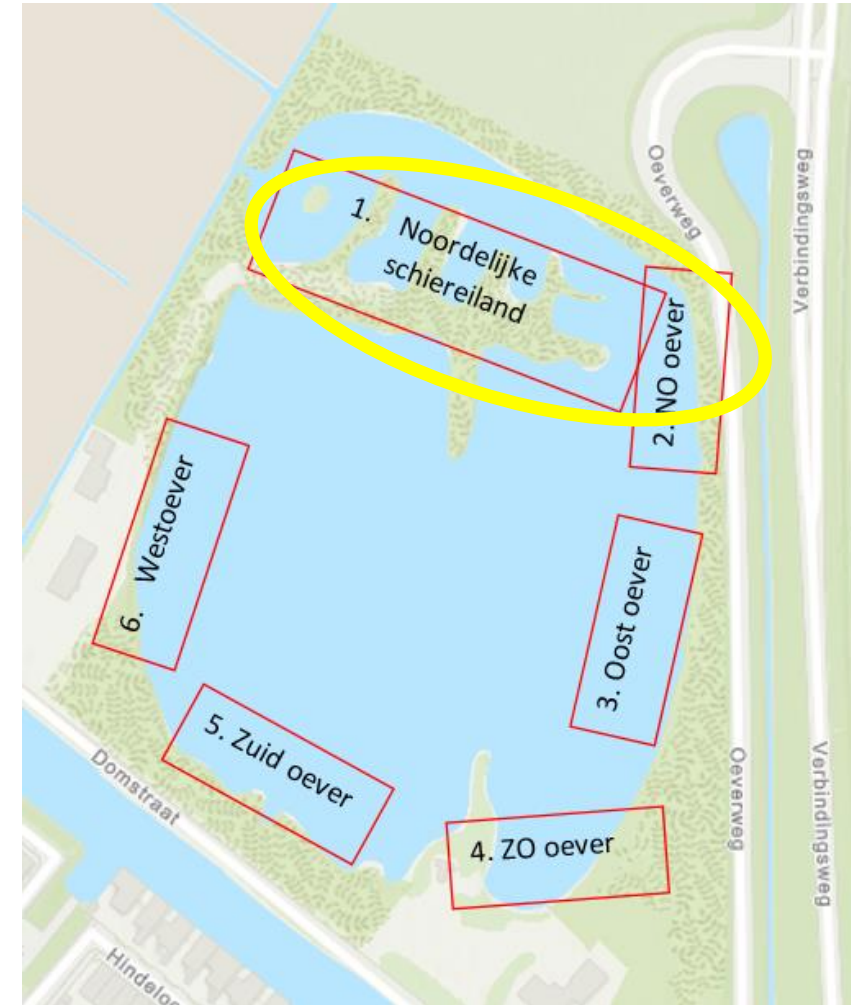 Oeverweg
Verbindingsweg
1. Noordelijke
schiereiland
2. NO oever
6. Westoever
3. Oost oever
5. Zuid oever
Domstraat
4. ZO oever
Oeverweg
Verbindingsweg
Hindeloo